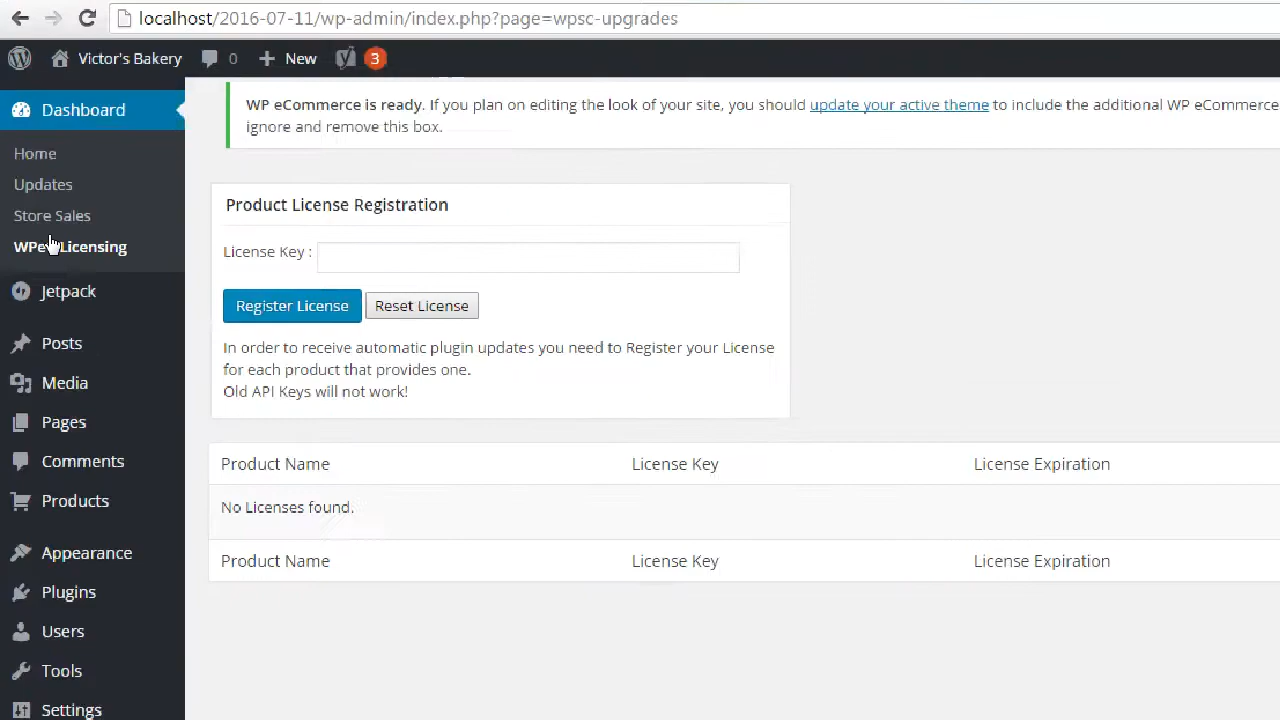 localhost/2016-07-11/wp-admin/index.php?page=wpsc-upgrades
Victor's Bakery 0 New 3
Dashboard
Home
Updates
Store Sales
Licensing
Jetpack
Posts
Media
Pages
Comments
Products
Appearance
Plugins
Users
Tools
Settings
WP eCommerce is ready. If you plan on editing the look of your site, you should update your active theme to include the additional WP eCommerce
ignore and remove this box.
Product License Registration
License Key :
Register License Reset License
In order to receive automatic plugin updates you need to Register your License
for each product that provides one.
Old API Keys will not work!
Product Name License Key License Expiration
No Licenses found.
Product Name License Key License Expiration